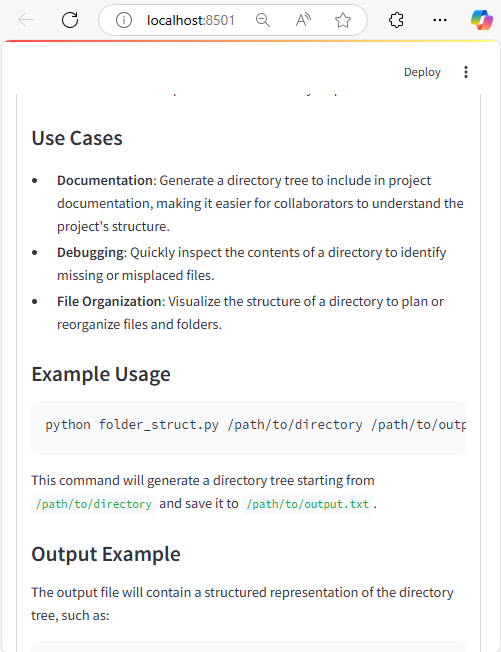 localhost:8501
Deploy
Use Cases
• Documentation: Generate a directory tree to include in project
documentation, making it easier for collaborators to understand the
project's structure.
• Debugging: Quickly inspect the contents of a directory to identify
missing or misplaced files.
• File Organization: Visualize the structure of a directory to plan or
reorganize files and folders.
Example Usage
python folder_struct.py /path/to/directory /path/to/outp
This command will generate a directory tree starting from
/path/to/directory and save it to /path/to/output.txt.
Output Example
The output file will contain a structured representation of the directory
tree, such as: